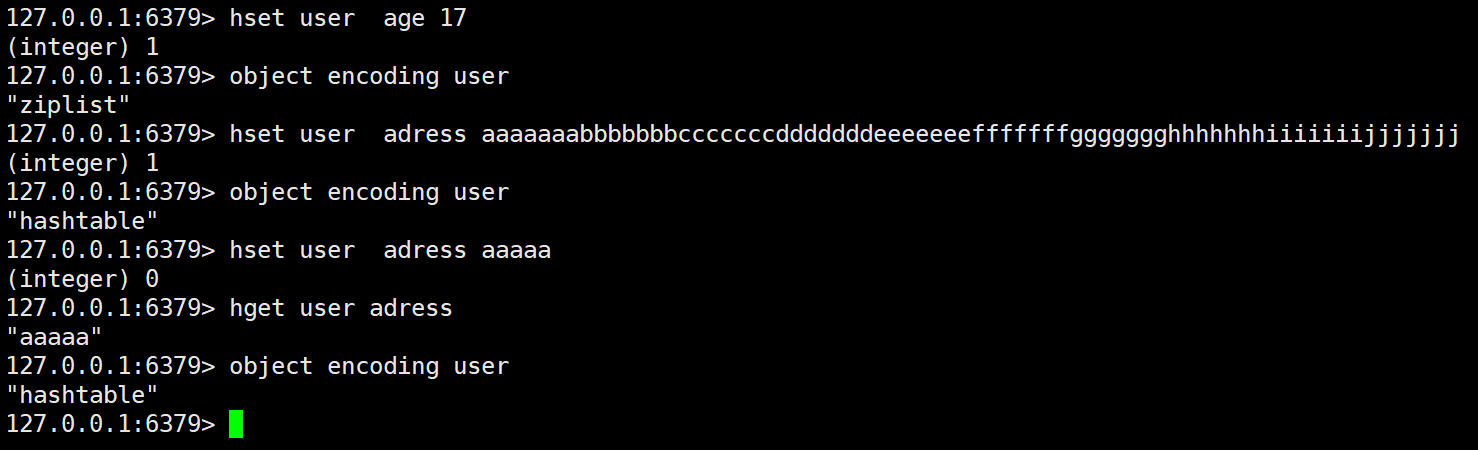 127.0.0.1:6379> hset user  age 17
(integer) 1
127.0.0.1:6379> object encoding user
"ziplist"
127.0.0.1:6379> hset user  adress aaaaaaabbbbbbbcccccccdddddddeeeeeeefffffffggggggghhhhhhhiiiiiiijjjjjjj
(integer) 1
127.0.0.1:6379> object encoding user
"hashtable"
127.0.0.1:6379> hset user  adress aaaaa
(integer) 0
127.0.0.1:6379> hget user adress
"aaaaa"
127.0.0.1:6379> object encoding user
"hashtable"
127.0.0.1:6379>